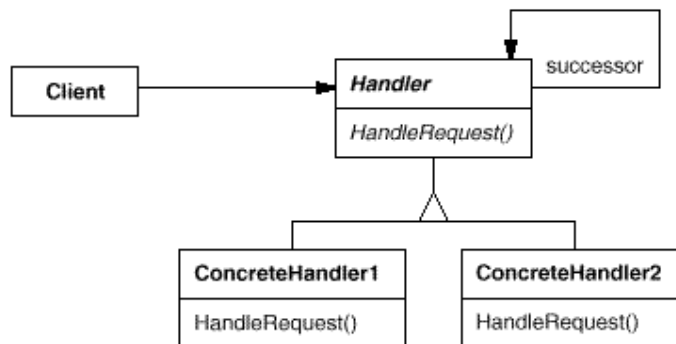 successor
Client
Handler
HandleRequest()
ConcreteHandler1
ConcreteHandler2
HandleRequest()
HandleRequest()